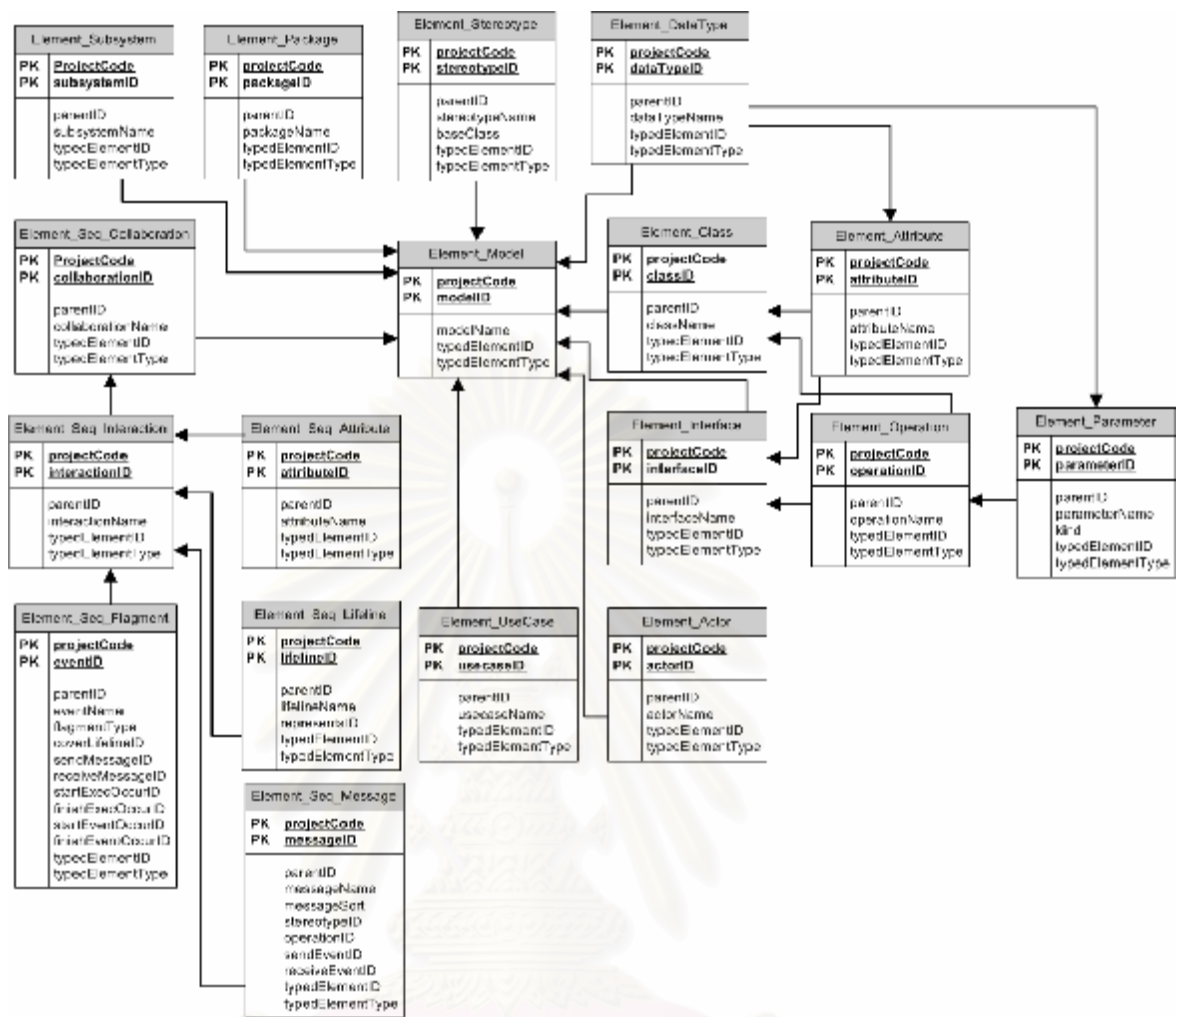 Element_Subsystem
PK ProjectCode
PK subsystemID
parentID
subsystemName
typedElementID
typedElementType
Element_Package
PK projectCode
PK packageID
parentID
packageName
typedElementID
typedElementType
Element_Stereotype
PK projectCode
PK stereotypeID
parentID
stereotypeName
baseClass
typedElementID
typedElementType
Element_DataType
PK projectCode
PK dataTypeID
parentID
dataTypeName
typedElementID
typedElementType
Element_Seq_Collaboration
PK ProjectCode
PK collaborationID
parentID
collaborationName
typedElementID
typedElementType
Element_Model
PK projectCode
PK modelID
modelName
typedElementID
typedElementType
Element_Class
PK projectCode
PK classID
parentID
className
typedElementID
typedElementType
Element_Attribute
PK projectCode
PK attributeID
parentID
attributeName
typedElementID
typedElementType
Element_Seq_Interaction
PK projectCode
PK interactionID
parentID
interactionName
typedElementID
typedElementType
Element_Seq_Attribute
PK projectCode
PK attributeID
parentID
attributeName
typedElementID
typedElementType
Element_Interface
PK projectCode
PK interfaceID
parentID
interfaceName
typedElementID
typedElementType
Element_Operation
PK projectCode
PK operationID
parentID
operationName
typedElementID
typedElementType
Element_Parameter
PK projectCode
PK parameterID
parentID
parameterName
kind
typedElementID
typedElementType
Element_Seq_Flagment
PK projectCode
PK eventID
parentID
eventName
flagmentType
coverLifelineID
sendMessageID
receiveMessageID
startExecOccurID
finishExecOccurID
startEventOccurID
finishEventOccurID
typedElementID
typedElementType
Element_Seq_Lifeline
PK projectCode
PK lifelineID
parentID
lifelineName
representsID
typedElementID
typedElementType
Element_UseCase
PK projectCode
PK usecaseID
parentID
usecaseName
typedElementID
typedElementType
Element_Actor
PK projectCode
PK actorID
parentID
actorName
typedElementID
typedElementType
Element_Seq_Message
PK projectCode
PK messageID
parentID
messageName
messageSort
stereotypeID
operationID
sendEventID
receiveEventID
typedElementID
typedElementType